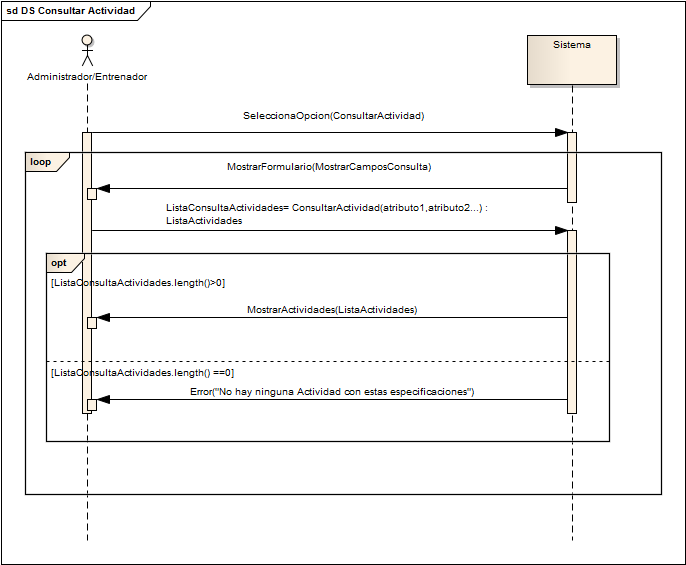 sd DS Consultar Actividad
Administrador/Entrenador
Sistema
SeleccionaOpcion(ConsultarActividad)
loop
MostrarFormulario(MostrarCamposConsulta)
ListaConsultaActividades= ConsultarActividad(atributo1,atributo2...) :
ListaActividades
opt
[ListaConsultaActividades.length()>0]
MostrarActividades(ListaActividades)
[ListaConsultaActividades.length() ==0]
Error("No hay ninguna Actividad con estas especificaciones")